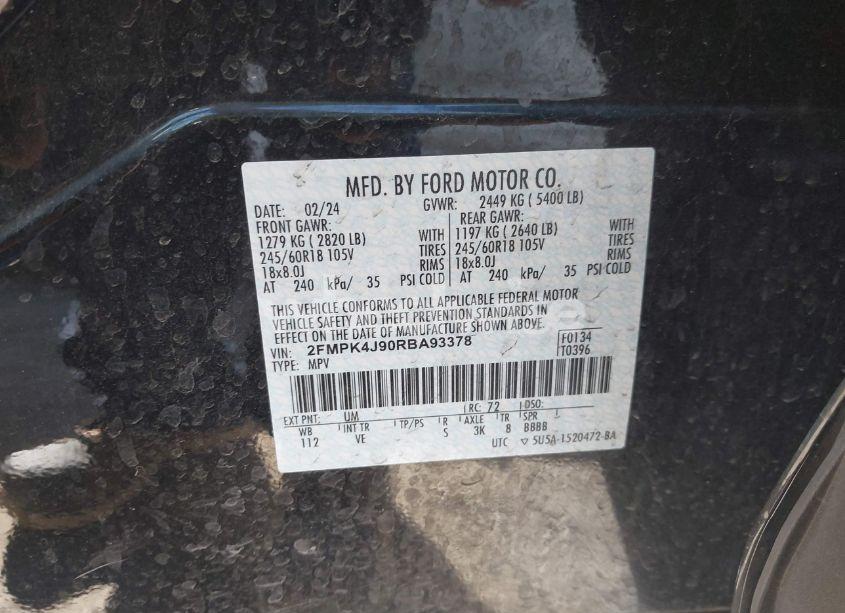 MFD. BY FORD MOTOR CO.
DATE: 02/24 GVWR: 2449 KG ( 5400 LB)
FRONT GAWR: REAR GAWR:
1279 KG ( 2820 LB) WITH 1197 KG ( 2640 LB) WITH
245/60R18 105V TIRES 245/60R18 105V TIRES
18x8.0J RIMS 18x8.0J RIMS
AT 240 kPa/ 35 PSI COLD AT 240 kPa/ 35 PSI COLD
THIS VEHICLE CONFORMS TO ALL APPLICABLE FEDERAL MOTOR
VEHICLE SAFETY AND THEFT PREVENTION STANDARDS IN
EFFECT ON THE DATE OF MANUFACTURE SHOWN ABOVE.
VIN: 2FMPK4J90RBA93378 F0134
TYPE: MPV T0396
EXT PNT: UM RC: 72 DSO:
WB INT TR TP/PS R AXLE TR SPR
112 VE S 3K 8 BBBB
UTC ▽ 5U5A-1520472-BA